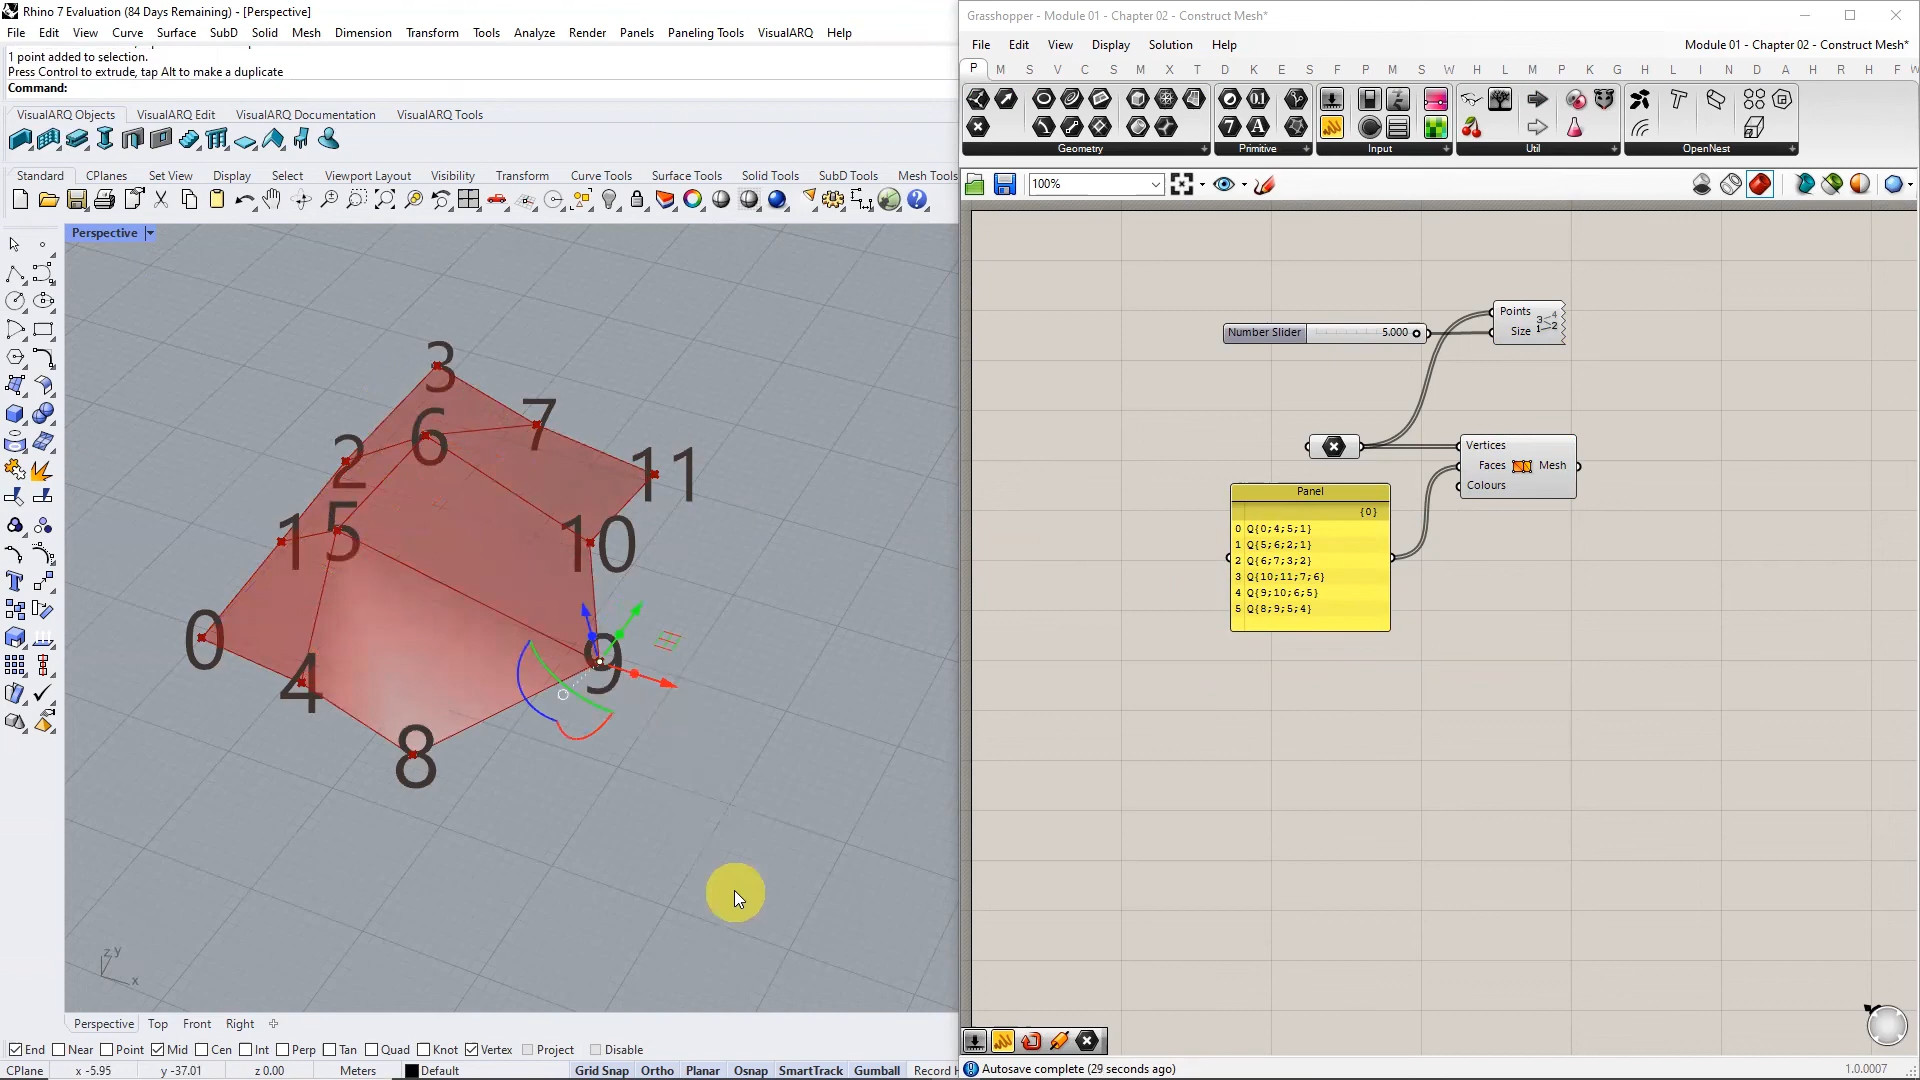 Rhino 7 Evaluation (84 Days Remaining) - [Perspective]
File Edit View Curve Surface SubD Solid Mesh Dimension Transform Tools Analyze Render Panels Paneling Tools VisualARQ Help
1 point added to selection.
Press Control to extrude, tap Alt to make a duplicate
Command:
VisualARQ Objects VisualARQ Edit VisualARQ Documentation VisualARQ Tools
Standard CPlanes Set View Display Select Viewport Layout Visibility Transform Curve Tools Surface Tools Solid Tools SubD Tools Mesh Tools
Perspective
3
7
6
2
11
1
5
10
0
9
4
8
z y
x
Perspective Top Front Right
End Near Point Mid Cen Int Perp Tan Quad Knot Vertex Project Disable
CPlane x -5.95 y -37.01 z 0.00 Meters Default Grid Snap Ortho Planar Osnap SmartTrack Gumball Record H
Grasshopper - Module 01 - Chapter 02 - Construct Mesh*
File Edit View Display Solution Help Module 01 - Chapter 02 - Construct Mesh*
P M S V C S M X T D K E S F P M S W H L M P K G H L I N D A H R H F W
Geometry Primitive Input Util OpenNest
100%
Number Slider 5.000
Points
Size
3 4
1 2
Vertices
Faces Mesh
Colours
Panel
{0}
0 Q{0;4;5;1}
1 Q{5;6;2;1}
2 Q{6;7;3;2}
3 Q{10;11;7;6}
4 Q{9;10;6;5}
5 Q{8;9;5;4}
Autosave complete (29 seconds ago) 1.0.0007